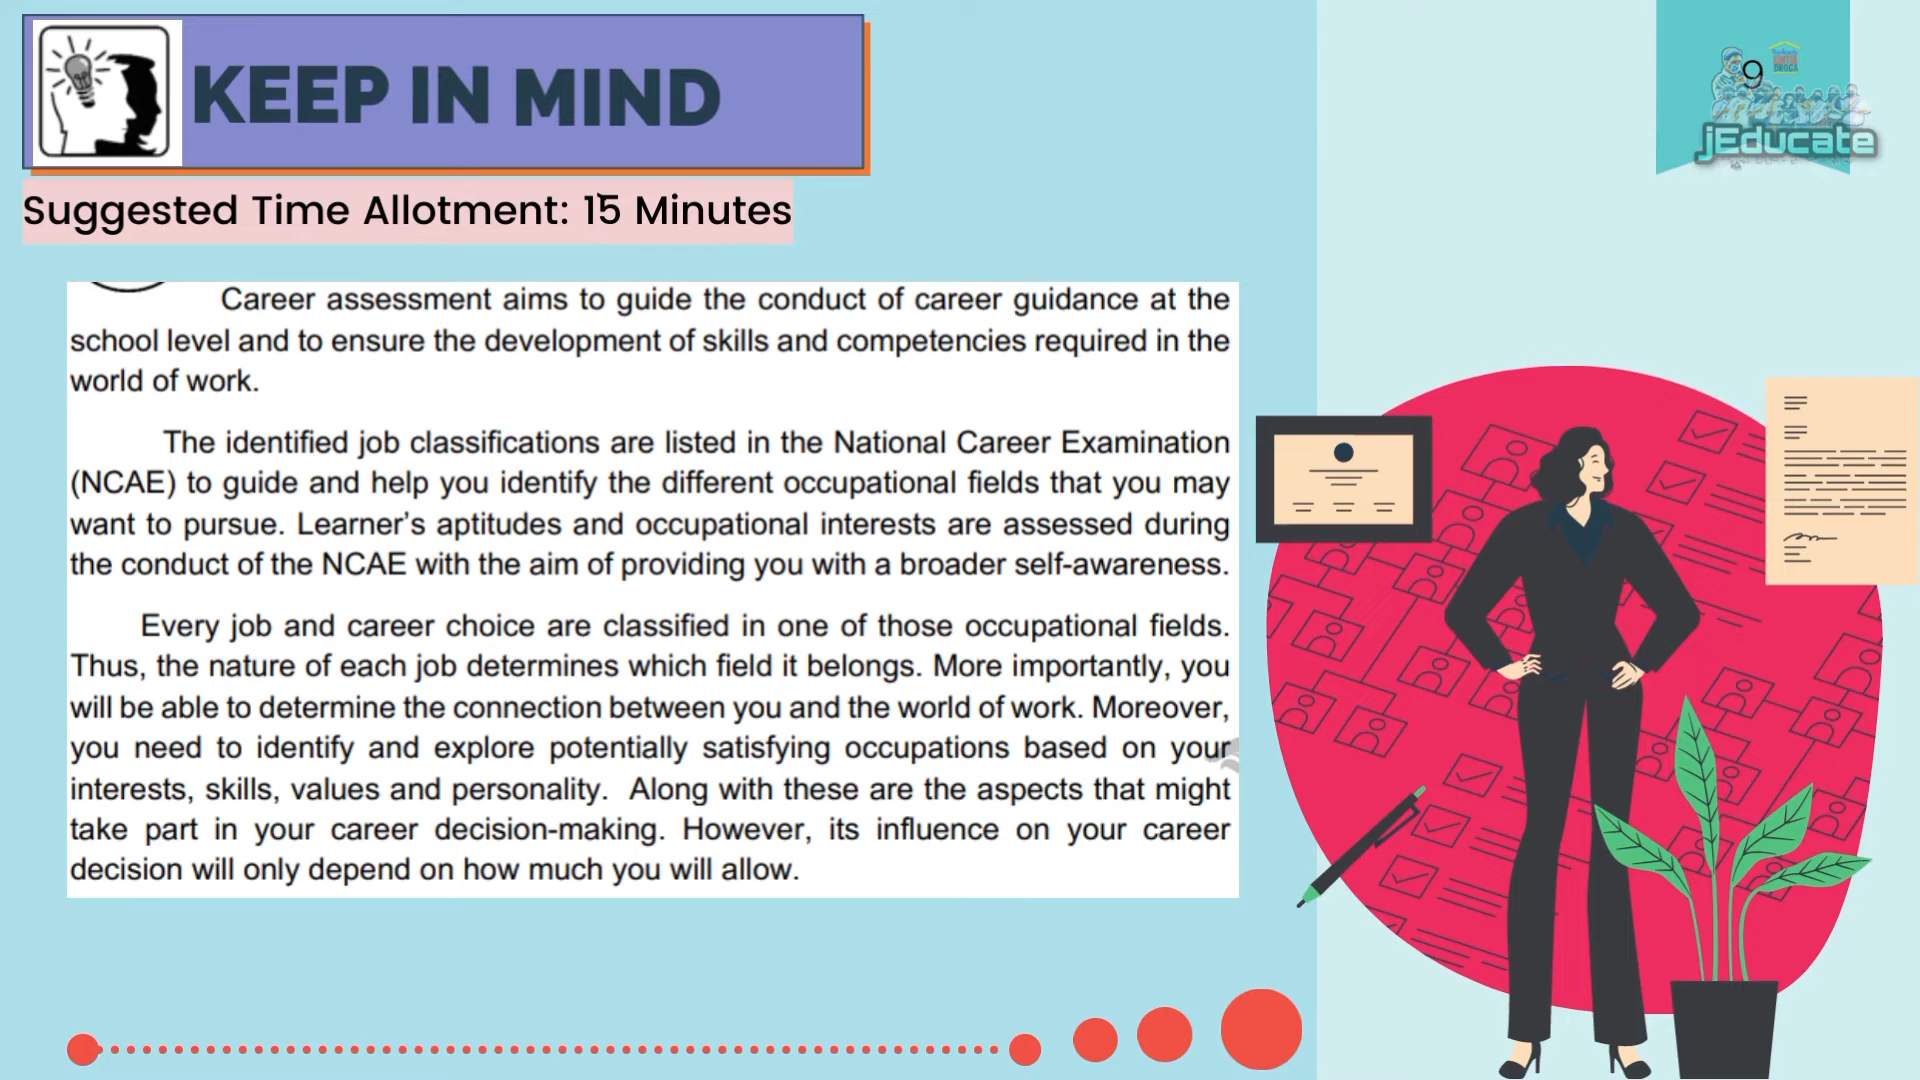 KEEP IN MIND
9
jEducate
Suggested Time Allotment: 15 Minutes
Career assessment aims to guide the conduct of career guidance at the
school level and to ensure the development of skills and competencies required in the
world of work.
The identified job classifications are listed in the National Career Examination
(NCAE) to guide and help you identify the different occupational fields that you may
want to pursue. Learner's aptitudes and occupational interests are assessed during
the conduct of the NCAE with the aim of providing you with a broader self-awareness.
Every job and career choice are classified in one of those occupational fields.
Thus, the nature of each job determines which field it belongs. More importantly, you
will be able to determine the connection between you and the world of work. Moreover,
you need to identify and explore potentially satisfying occupations based on your
interests, skills, values and personality.  Along with these are the aspects that might
take part in your career decision-making. However, its influence on your career
decision will only depend on how much you will allow.